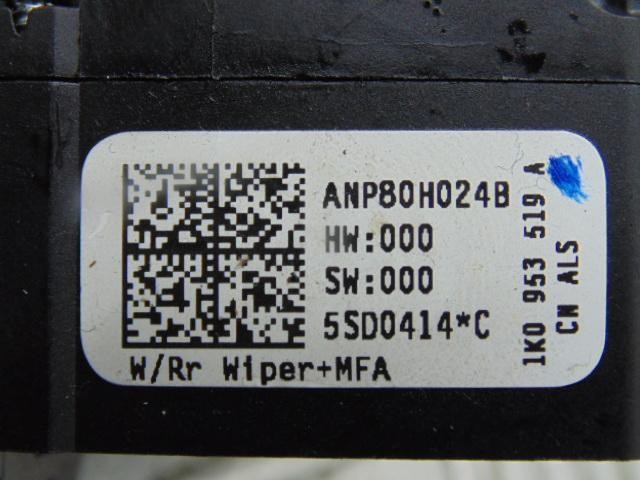 ANP80H024B
HW:000
SW:000
5SD0414*C
W/Rr Wiper+MFA
1K0 953 519 A
CN ALS